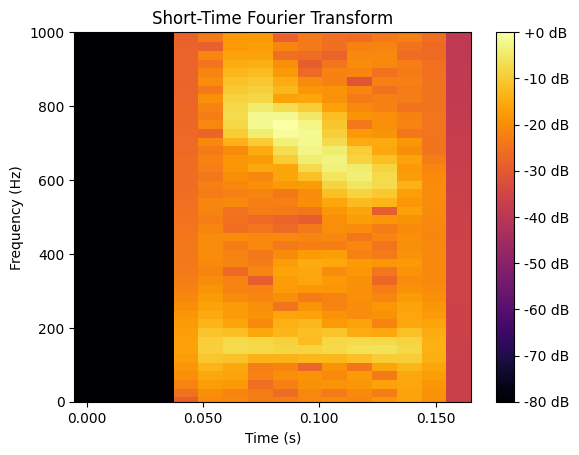 Short-Time Fourier Transform
1000
800
600
400
200
0
Frequency (Hz)
0.000
0.050
0.100
0.150
Time (s)
+0 dB
-10 dB
-20 dB
-30 dB
-40 dB
-50 dB
-60 dB
-70 dB
-80 dB